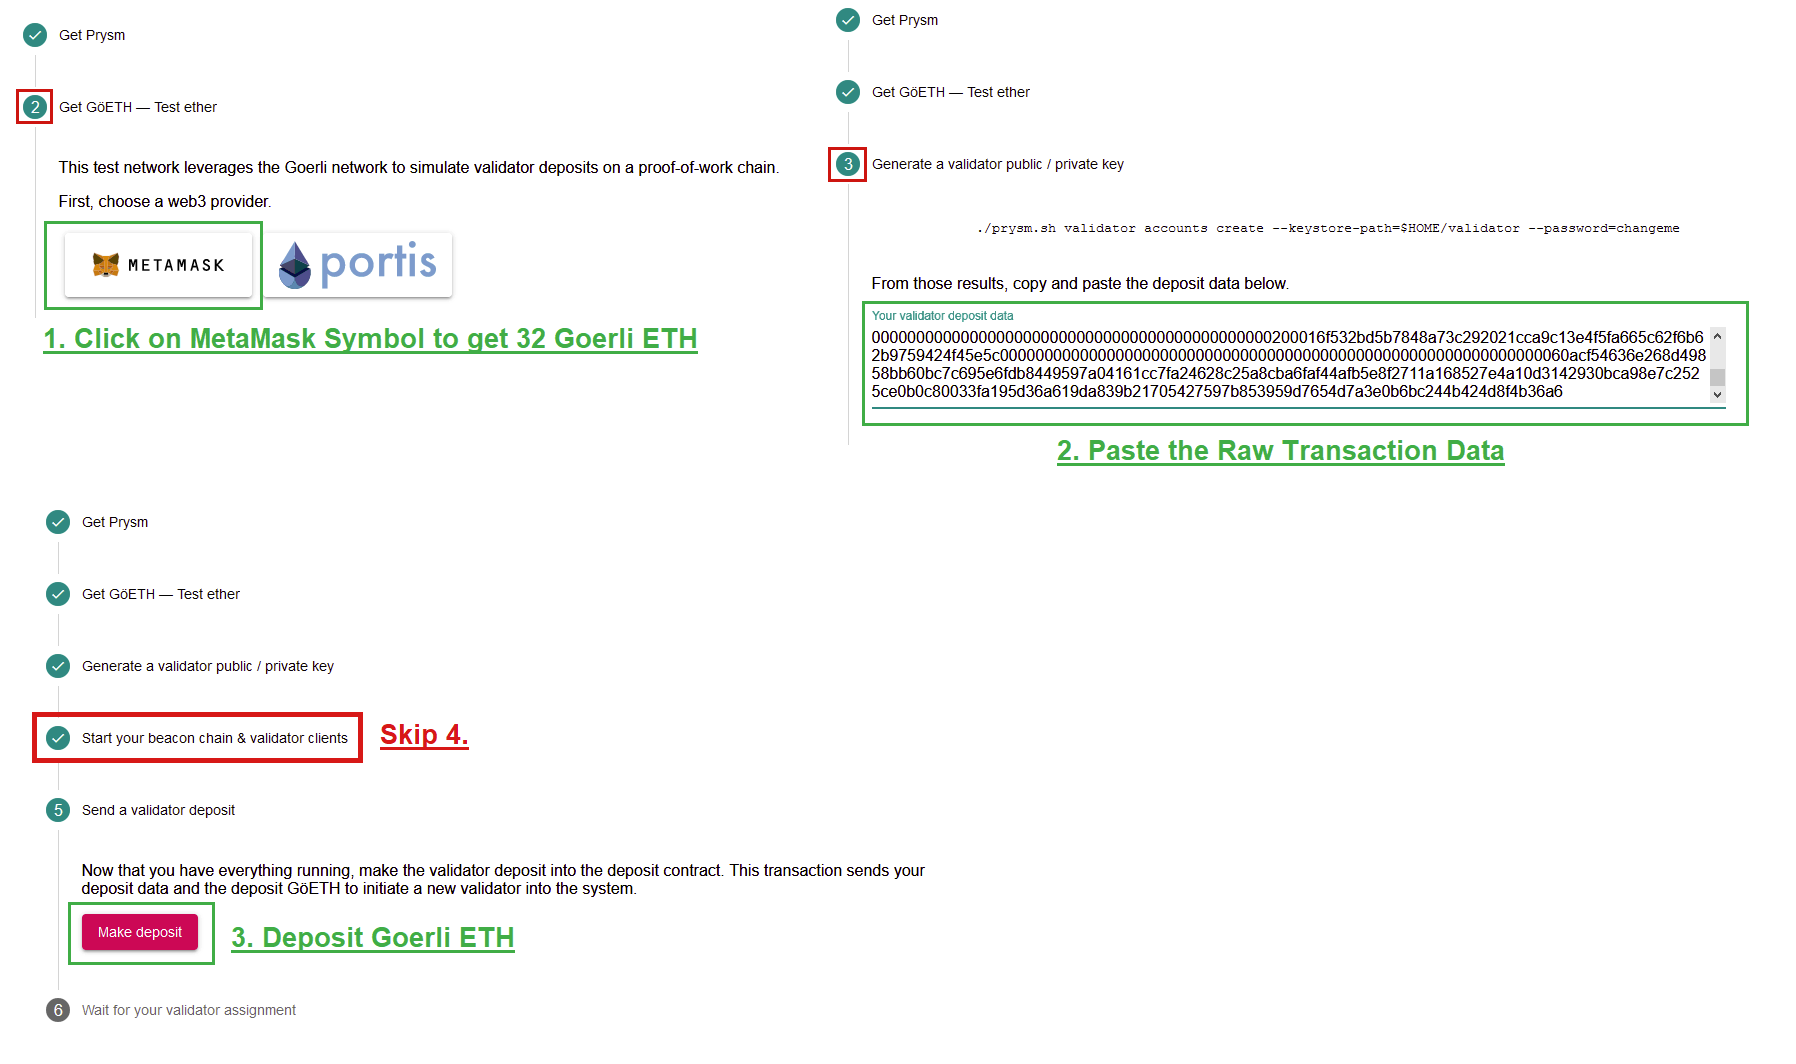 Get Prysm
2
Get GöETH — Test ether
This test network leverages the Goerli network to simulate validator deposits on a proof-of-work chain.
First, choose a web3 provider.
METAMASK
portis
1. Click on MetaMask Symbol to get 32 Goerli ETH
Get Prysm
Get GöETH — Test ether
3
Generate a validator public / private key
./prysm.sh validator accounts create --keystore-path=$HOME/validator --password=changeme
From those results, copy and paste the deposit data below.
Your validator deposit data
000000000000000000000000000000000000000000000200016f532bd5b7848a73c292021cca9c13e4f5fa665c62f6b6
2b9759424f45e5c0000000000000000000000000000000000000000000000000000000000000060acf54636e268d498
58bb60bc7c695e6fdb8449597a04161cc7fa24628c25a8cba6faf44afb5e8f2711a168527e4a10d3142930bca98e7c252
5ce0b0c80033fa195d36a619da839b21705427597b853959d7654d7a3e0b6bc244b424d8f4b36a6
2. Paste the Raw Transaction Data
Get Prysm
Get GöETH — Test ether
Generate a validator public / private key
Start your beacon chain & validator clients
Skip 4.
5
Send a validator deposit
Now that you have everything running, make the validator deposit into the deposit contract. This transaction sends your
deposit data and the deposit GöETH to initiate a new validator into the system.
Make deposit
3. Deposit Goerli ETH
6
Wait for your validator assignment